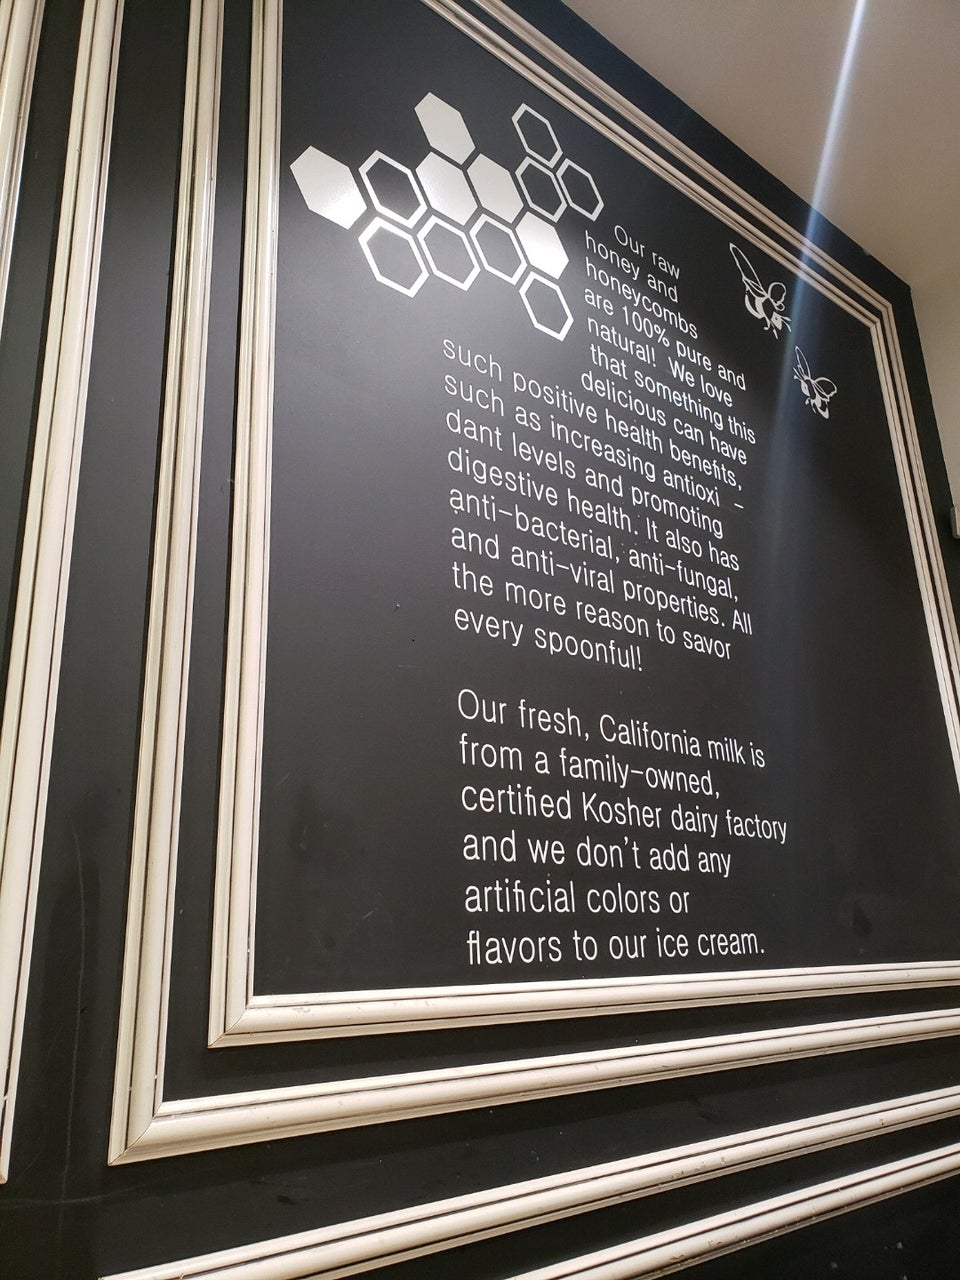 Our raw
honey and
honeycombs
are 100% pure and
natural! We love
that something this
delicious can have
such positive health benefits,
such as increasing antioxi -
dant levels and promoting
digestive health. It also has
anti-bacterial, anti-fungal,
and anti-viral properties. All
the more reason to savor
every spoonful!
Our fresh, California milk is
from a family-owned,
certified Kosher dairy factory
and we don't add any
artificial colors or
flavors to our ice cream.